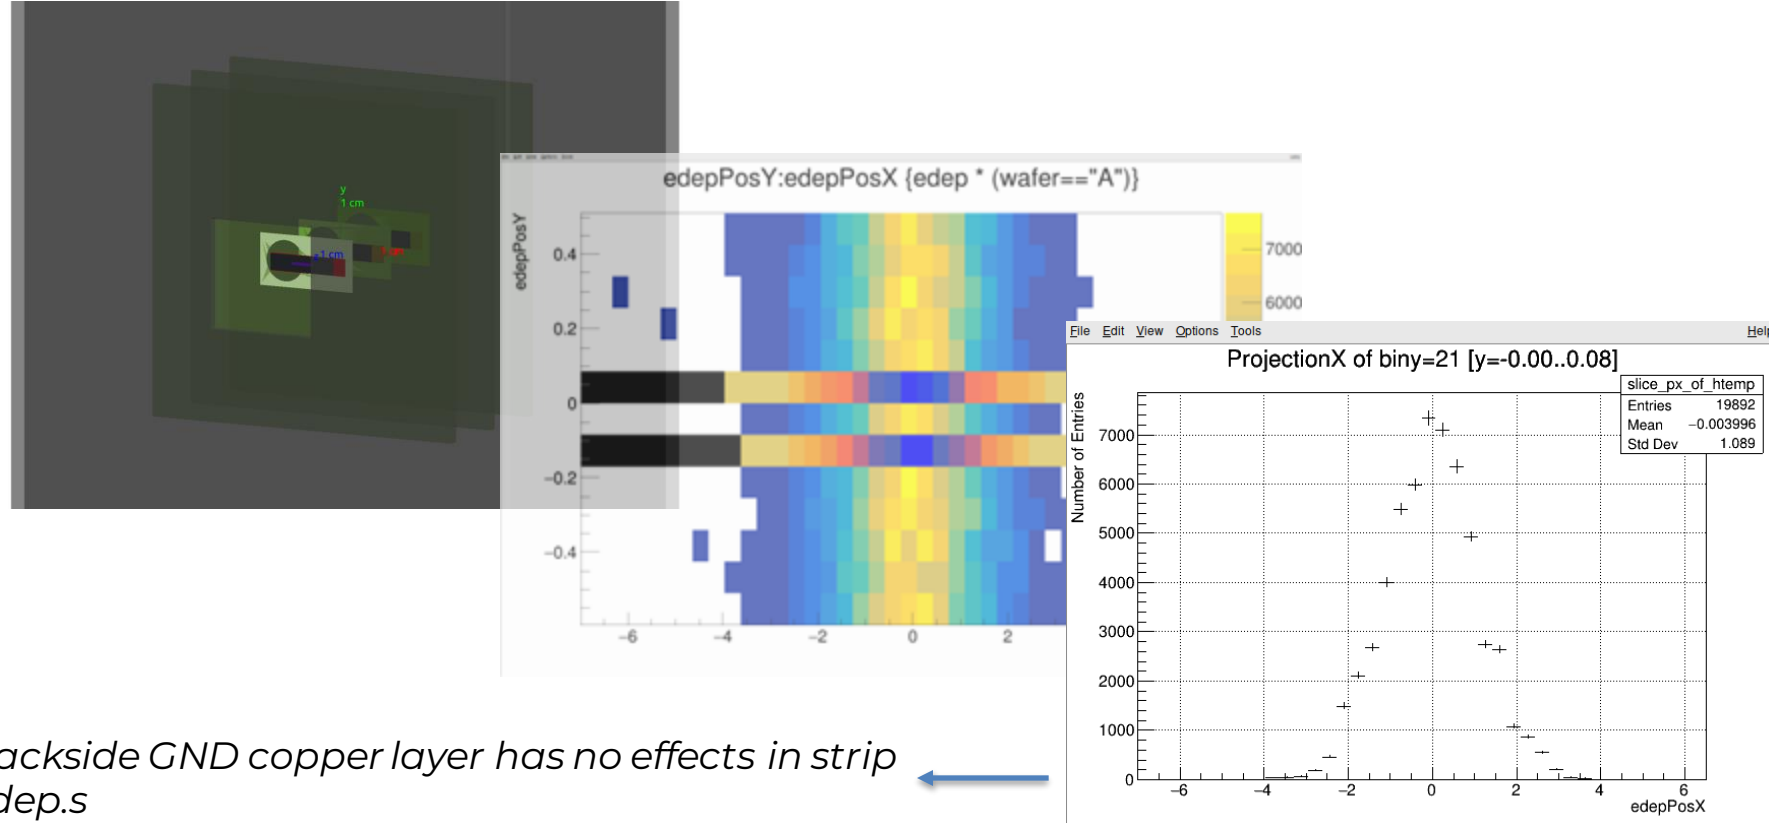 y
1 cm
1 cm
edepPosY:edepPosX {edep * (wafer=="A")}
edepPosY
0.4
0.2
0
−0.2
−0.4
−6
−4
−2
0
2
7000
6000
File Edit View Options Tools Help
ProjectionX of biny=21 [y=-0.00..0.08]
slice_px_of_htemp
Entries 19892
Mean −0.003996
Std Dev 1.089
Number of Entries
7000
6000
5000
4000
3000
2000
1000
0
−6
−4
−2
0
2
4
6
edepPosX
ackside GND copper layer has no effects in strip
dep.s